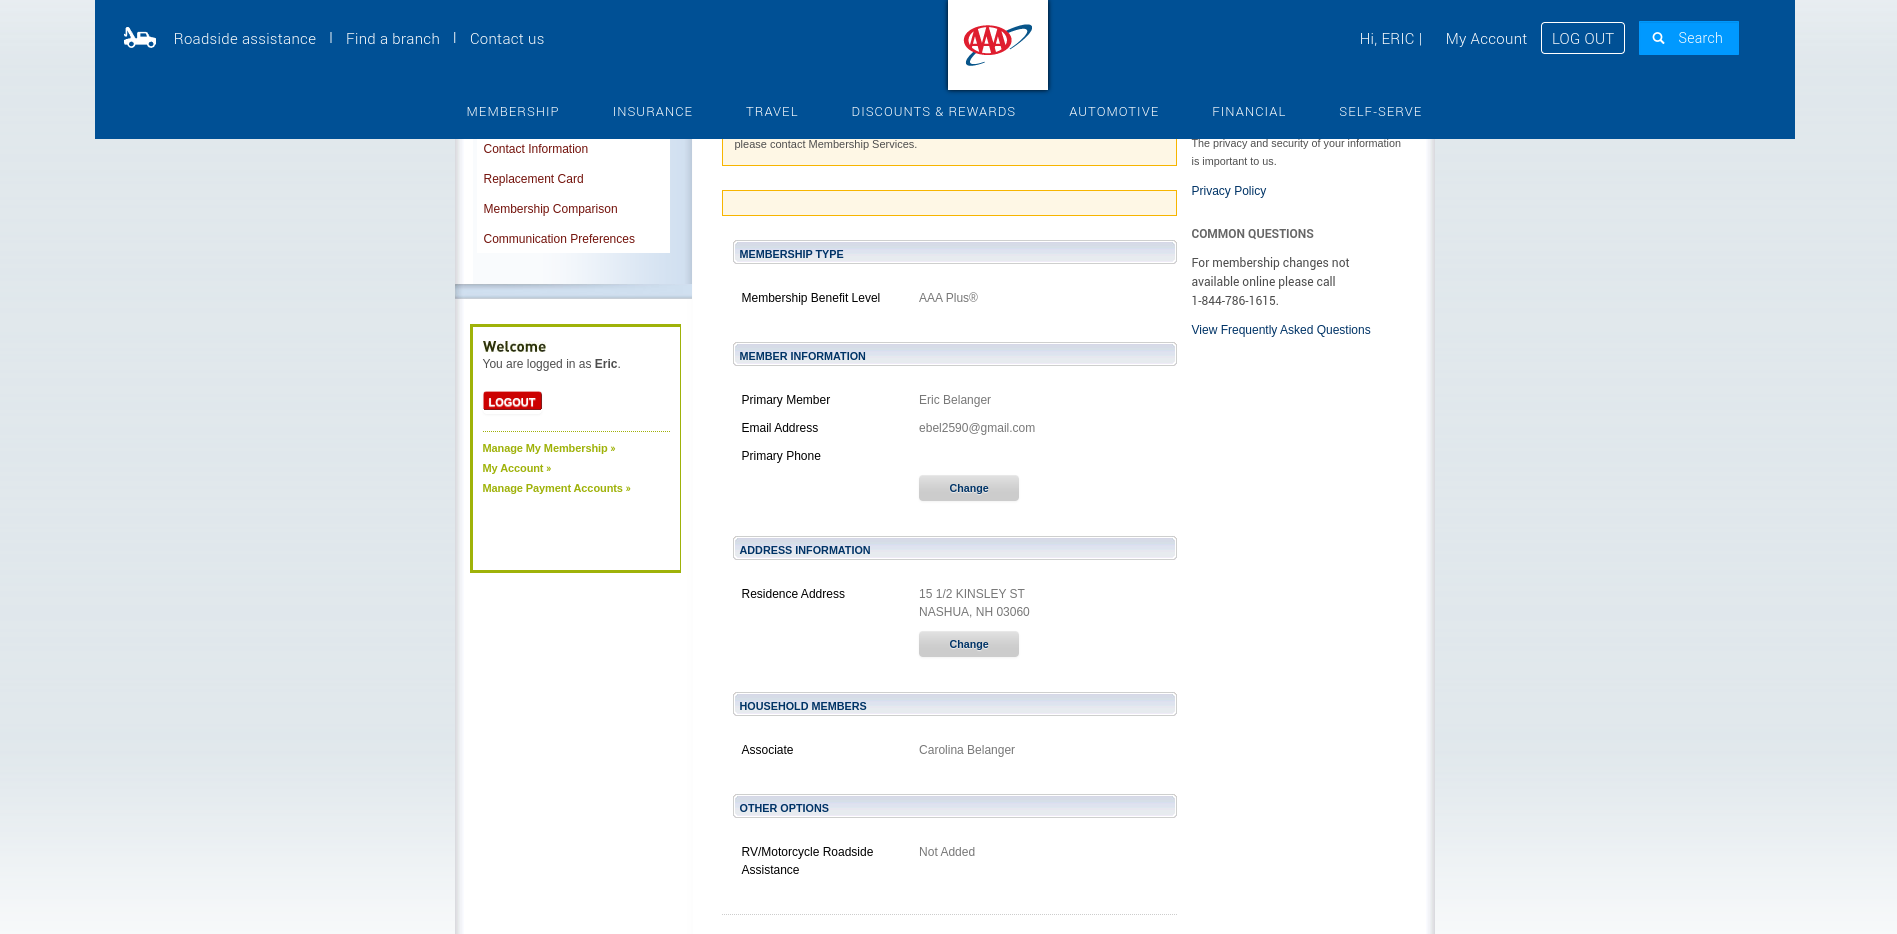 Roadside assistance | Find a branch | Contact us
AAA
Hi, ERIC | My Account LOG OUT Search
MEMBERSHIP INSURANCE TRAVEL DISCOUNTS & REWARDS AUTOMOTIVE FINANCIAL SELF-SERVE
Contact Information
Replacement Card
Membership Comparison
Communication Preferences
Welcome
You are logged in as Eric.
LOGOUT
Manage My Membership »
My Account »
Manage Payment Accounts »
please contact Membership Services.
MEMBERSHIP TYPE
Membership Benefit Level AAA Plus®
MEMBER INFORMATION
Primary Member Eric Belanger
Email Address ebel2590@gmail.com
Primary Phone
Change
ADDRESS INFORMATION
Residence Address 15 1/2 KINSLEY ST
NASHUA, NH 03060
Change
HOUSEHOLD MEMBERS
Associate Carolina Belanger
OTHER OPTIONS
RV/Motorcycle Roadside Not Added
Assistance
The privacy and security of your information
is important to us.
Privacy Policy
COMMON QUESTIONS
For membership changes not
available online please call
1-844-786-1615.
View Frequently Asked Questions